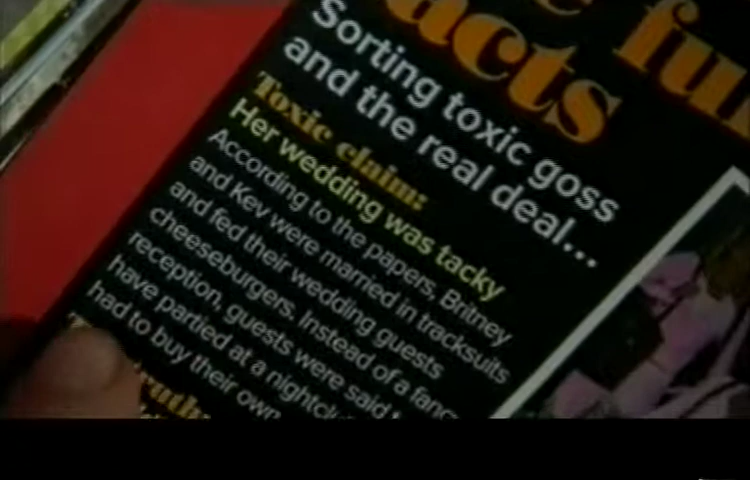 acts
Sorting toxic goss
and the real deal...
Toxic claim:
Her wedding was tacky
According to the papers, Britney
and Kev were married in tracksuits
and fed their wedding guests
cheeseburgers. Instead of a
reception, guests were said
have partied at a
had to buy their own